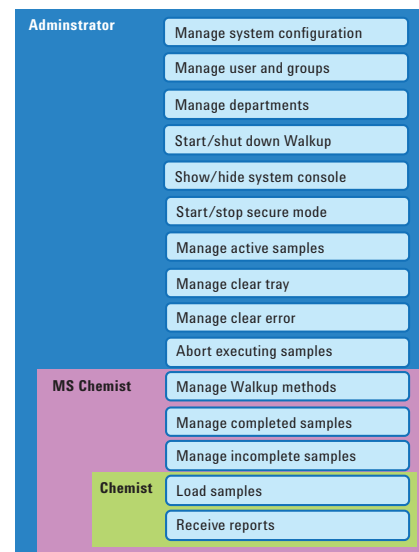 Adminstrator
Manage system configuration
Manage user and groups
Manage departments
Start/shut down Walkup
Show/hide system console
Start/stop secure mode
Manage active samples
Manage clear tray
Manage clear error
Abort executing samples
MS Chemist
Manage Walkup methods
Manage completed samples
Manage incomplete samples
Chemist
Load samples
Receive reports